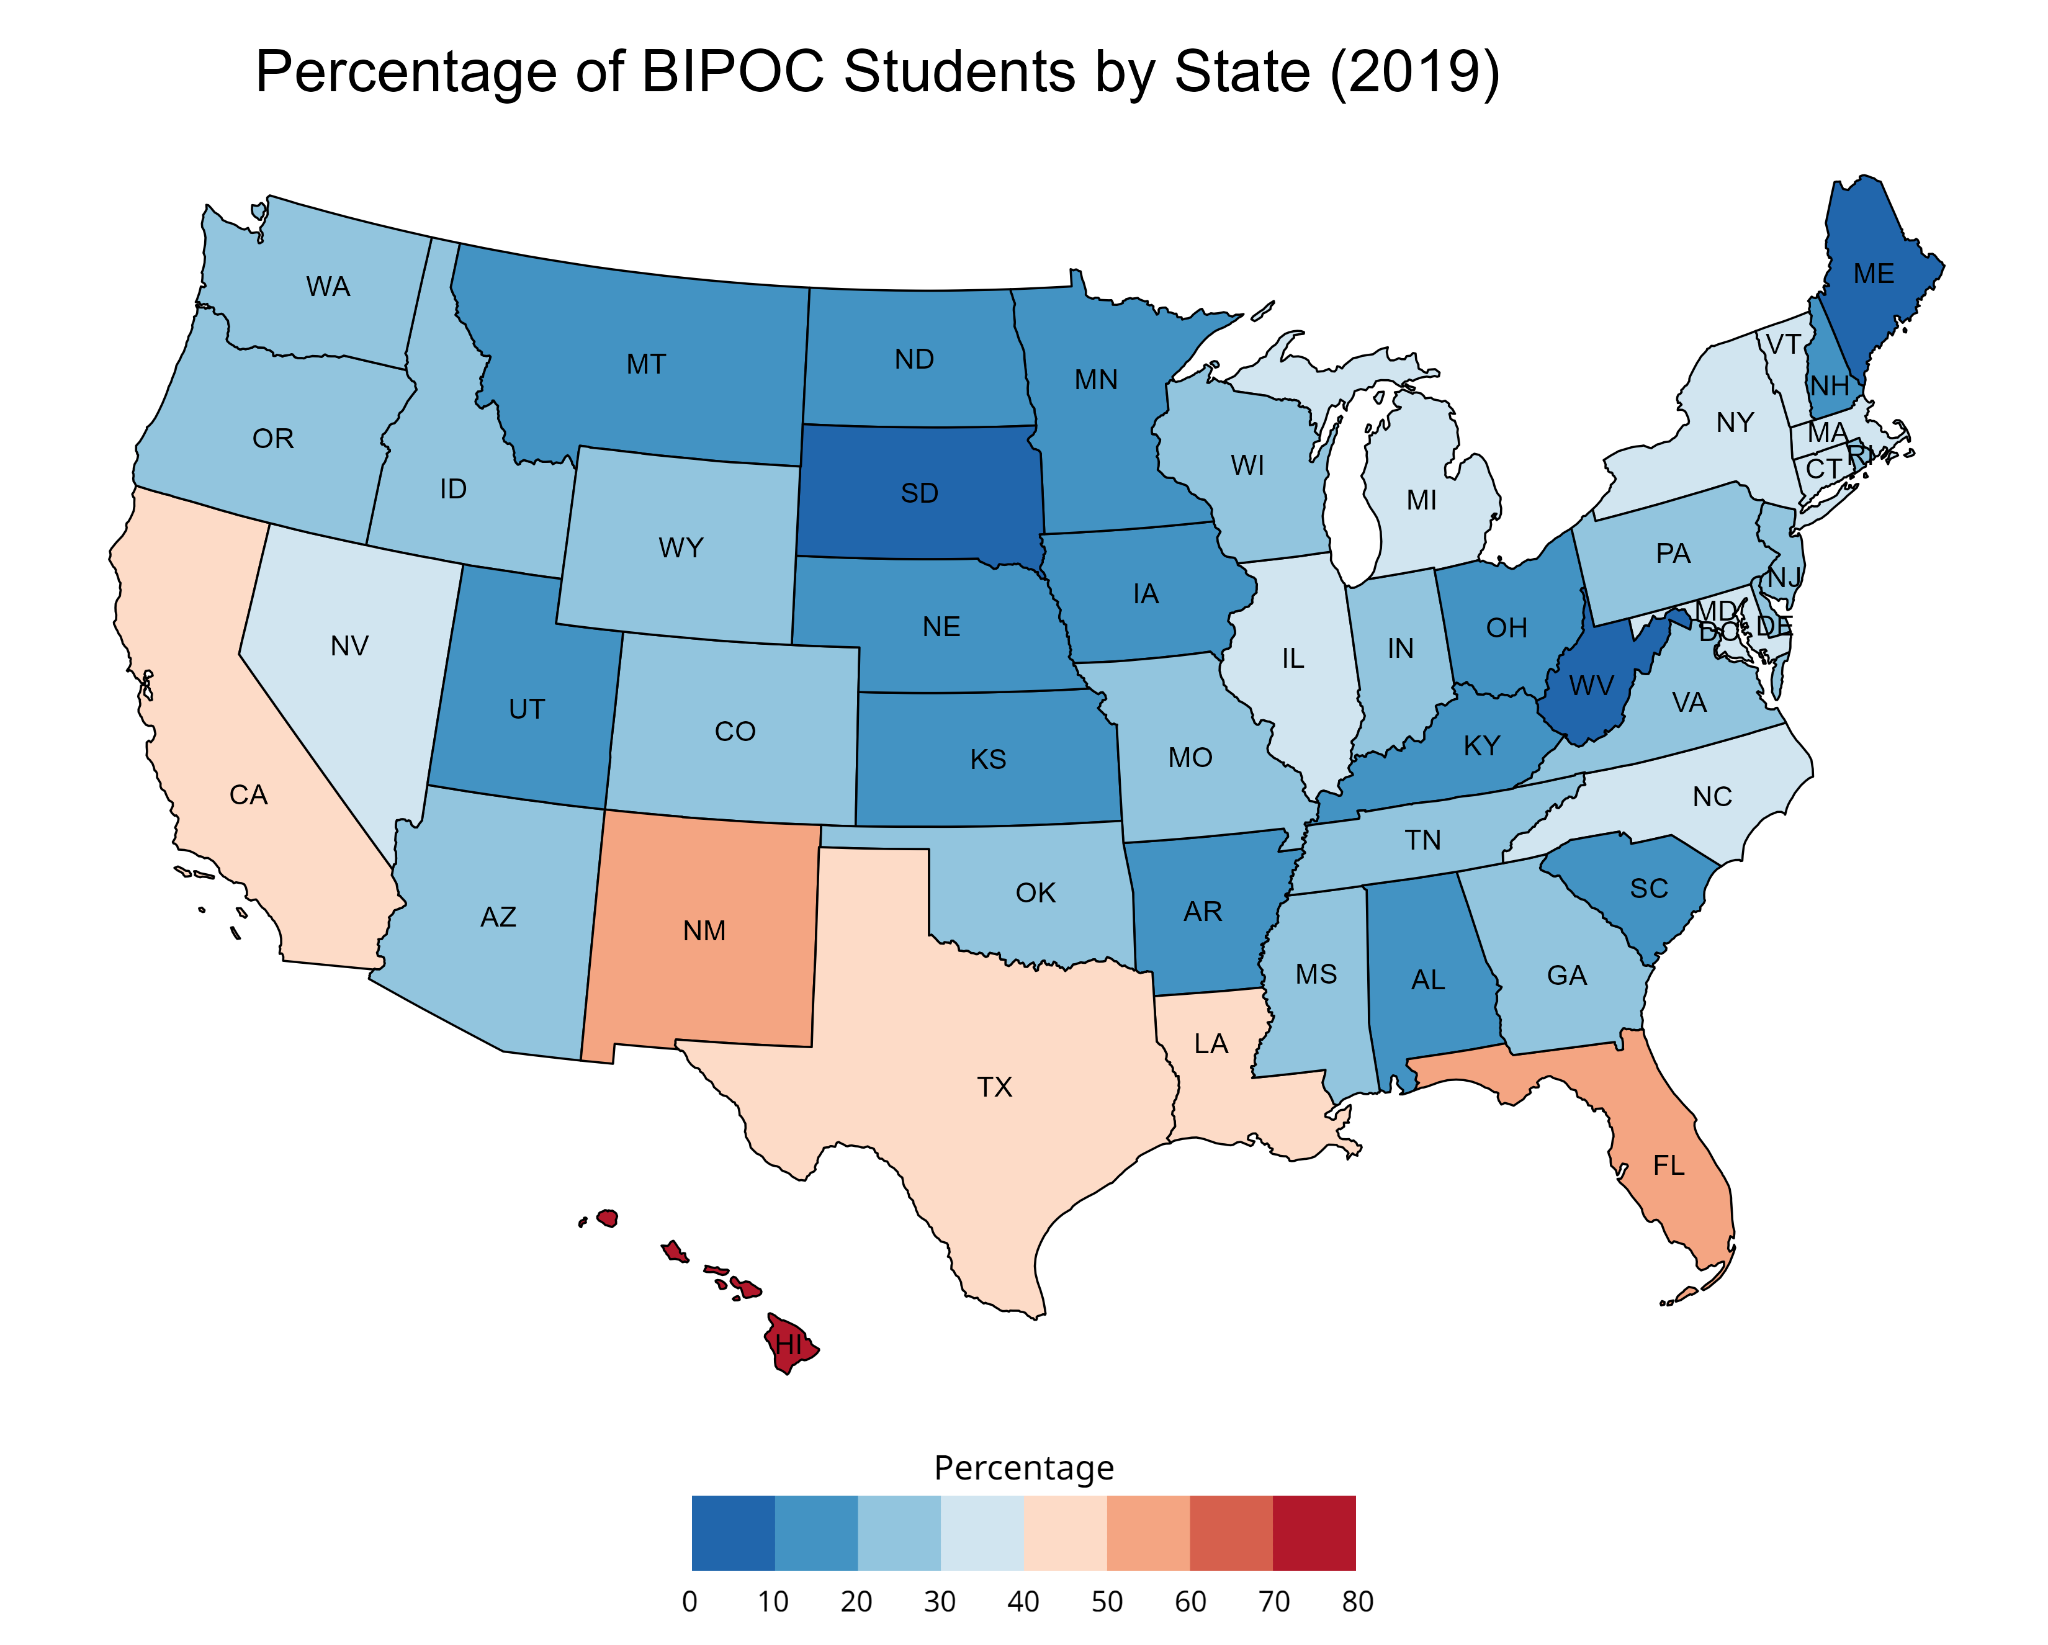 Percentage of BIPOC Students by State (2019)
ME
WA
VT
MT
ND
MN
NH
NY
OR
MA
RI
WI
CT
ID
SD
MI
WY
PA
NJ
IA
MD
DC
DE
NE
OH
NV
IN
IL
WV
UT
VA
CO
KY
KS
MO
CA
NC
TN
OK
SC
AR
AZ
NM
MS
AL
GA
LA
TX
FL
HI
Percentage
0 10 20 30 40 50 60 70 80